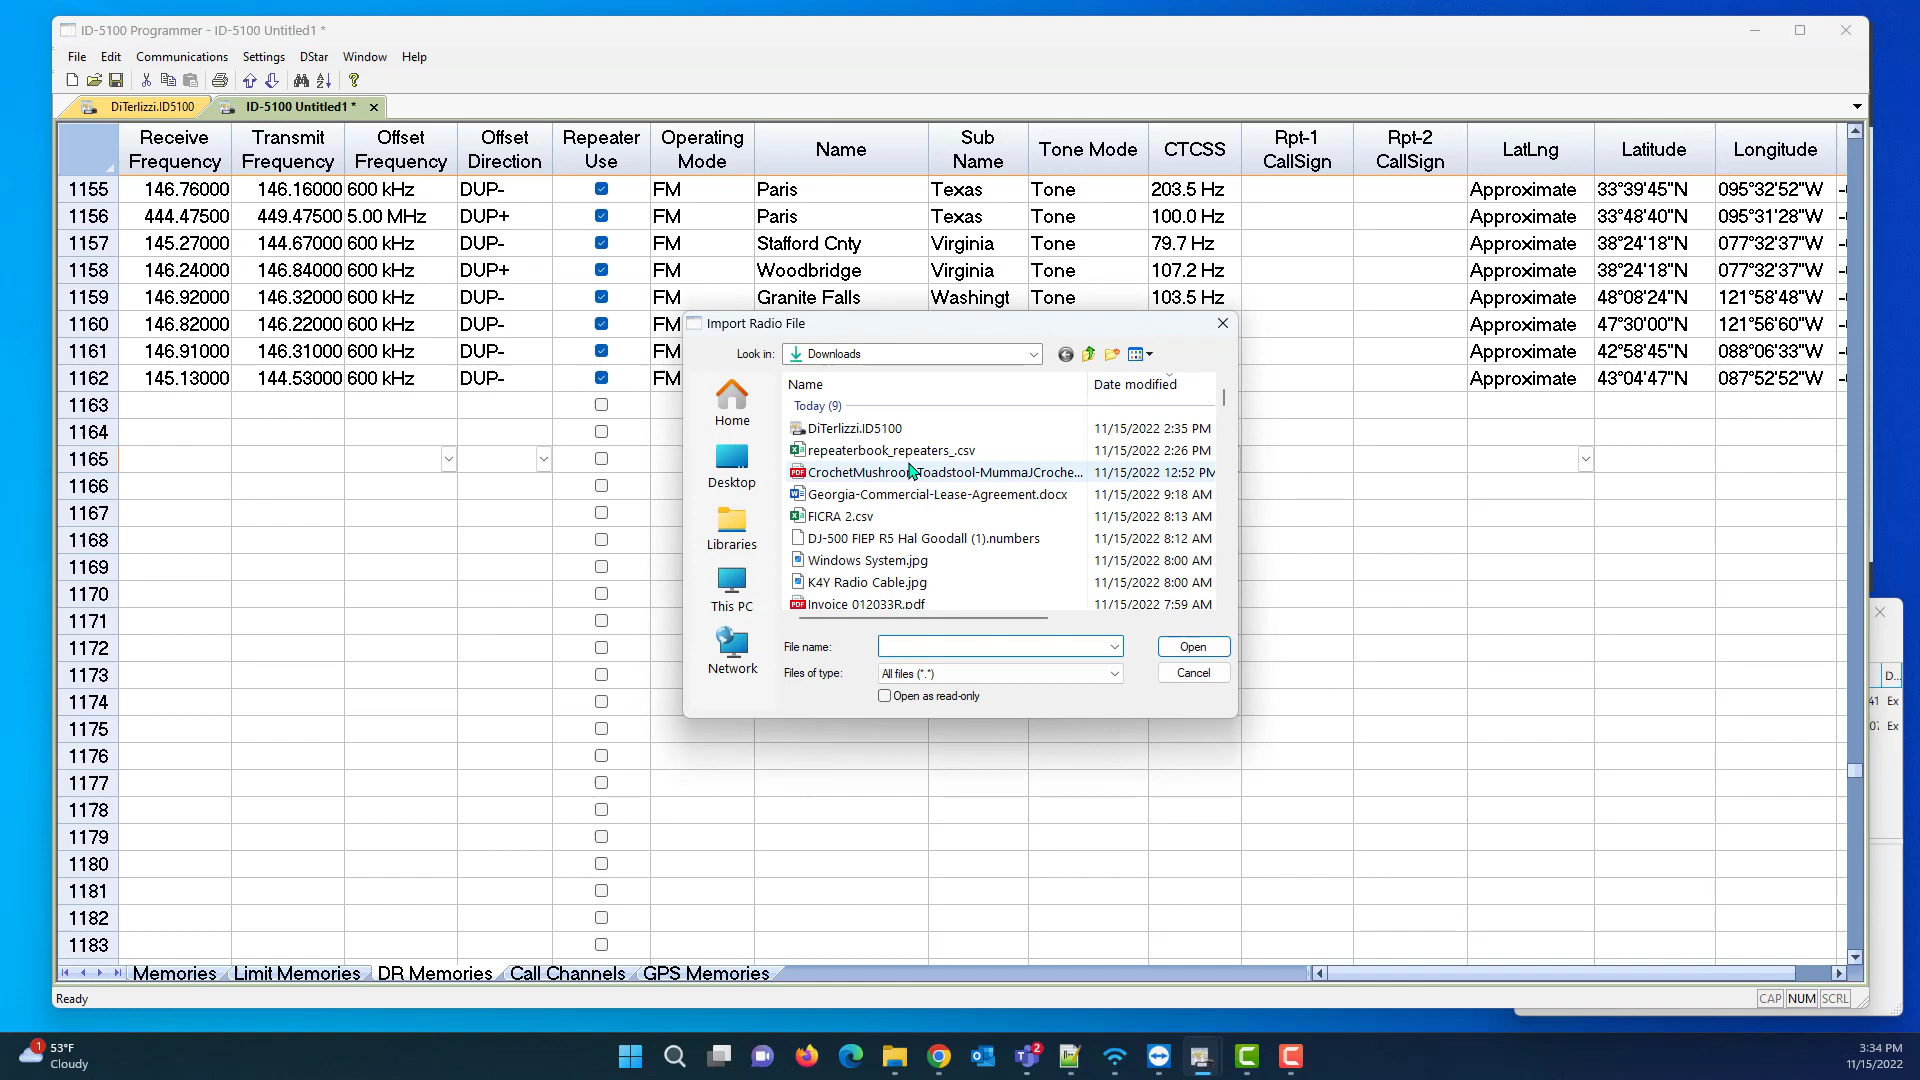 ID-5100 Programmer - ID-5100 Untitled1 *
File Edit Communications Settings DStar Window Help
DiTerlizzi.ID5100 ID-5100 Untitled1 *
Receive Frequency Transmit Frequency Offset Frequency Offset Direction Repeater Use Operating Mode Name Sub Name Tone Mode CTCSS Rpt-1 CallSign Rpt-2 CallSign LatLng Latitude Longitude
1155 146.76000 146.16000 600 kHz DUP- FM Paris Texas Tone 203.5 Hz Approximate 33°39'45"N 095°32'52"W
1156 444.47500 449.47500 5.00 MHz DUP+ FM Paris Texas Tone 100.0 Hz Approximate 33°48'40"N 095°31'28"W
1157 145.27000 144.67000 600 kHz DUP- FM Stafford Cnty Virginia Tone 79.7 Hz Approximate 38°24'18"N 077°32'37"W
1158 146.24000 146.84000 600 kHz DUP+ FM Woodbridge Virginia Tone 107.2 Hz Approximate 38°24'18"N 077°32'37"W
1159 146.92000 146.32000 600 kHz DUP- FM Granite Falls Washingt Tone 103.5 Hz Approximate 48°08'24"N 121°58'48"W
1160 146.82000 146.22000 600 kHz DUP- FM Approximate 47°30'00"N 121°56'60"W
1161 146.91000 146.31000 600 kHz DUP- FM Approximate 42°58'45"N 088°06'33"W
1162 145.13000 144.53000 600 kHz DUP- FM Approximate 43°04'47"N 087°52'52"W
1163
1164
1165
1166
1167
1168
1169
1170
1171
1172
1173
1174
1175
1176
1177
1178
1179
1180
1181
1182
1183
Import Radio File
Look in: Downloads
Home
Desktop
Libraries
This PC
Network
Name Date modified
Today (9)
DiTerlizzi.ID5100 11/15/2022 2:35 PM
repeaterbook_repeaters_.csv 11/15/2022 2:26 PM
CrochetMushroom Toadstool-MummaJCroche... 11/15/2022 12:52 PM
Georgia-Commercial-Lease-Agreement.docx 11/15/2022 9:18 AM
FICRA 2.csv 11/15/2022 8:13 AM
DJ-500 FIEP R5 Hal Goodall (1).numbers 11/15/2022 8:12 AM
Windows System.jpg 11/15/2022 8:00 AM
K4Y Radio Cable.jpg 11/15/2022 8:00 AM
Invoice 012033R.pdf 11/15/2022 7:59 AM
File name: Open
Files of type: All files (*.*) Cancel
Open as read-only
D...
41 Ex
Ex
Memories Limit Memories DR Memories Call Channels GPS Memories
Ready CAP NUM SCRL
1 53°F
Cloudy
2
3:34 PM
11/15/2022